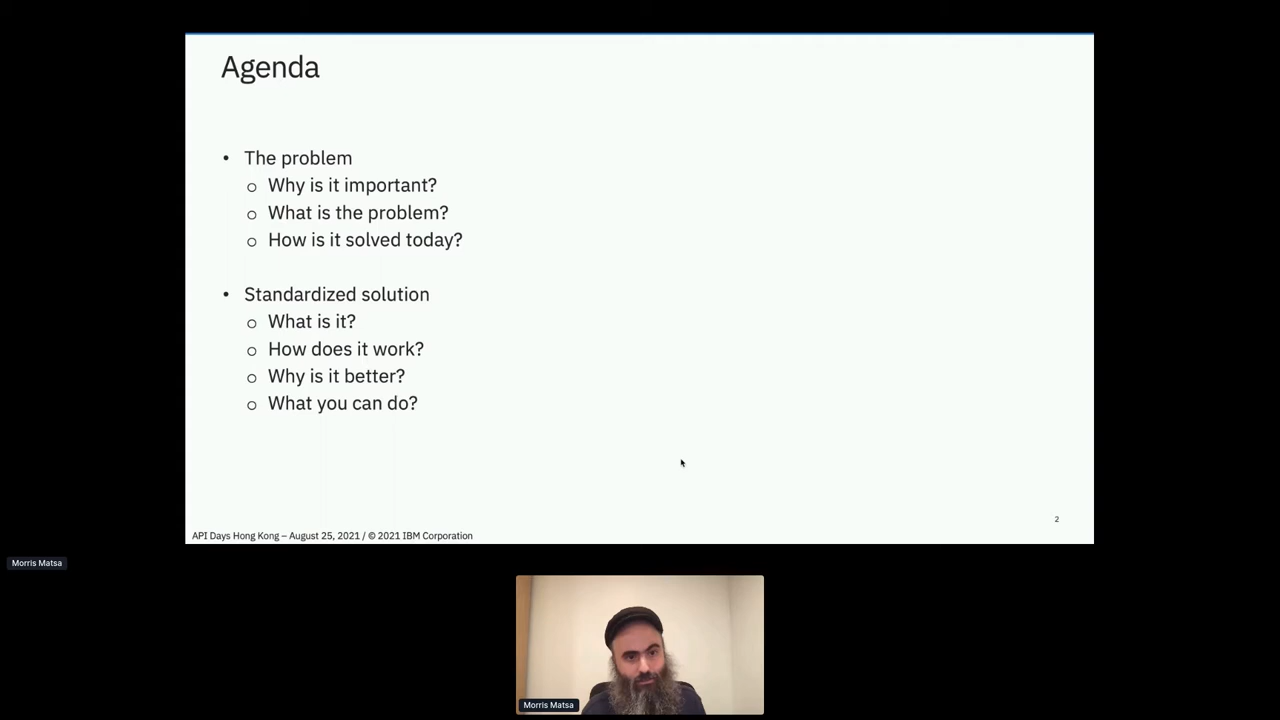 Agenda
• The problem
o Why is it important?
o What is the problem?
o How is it solved today?
• Standardized solution
o What is it?
o How does it work?
o Why is it better?
o What you can do?
2
API Days Hong Kong – August 25, 2021 / © 2021 IBM Corporation
Morris Matsa
Morris Matsa